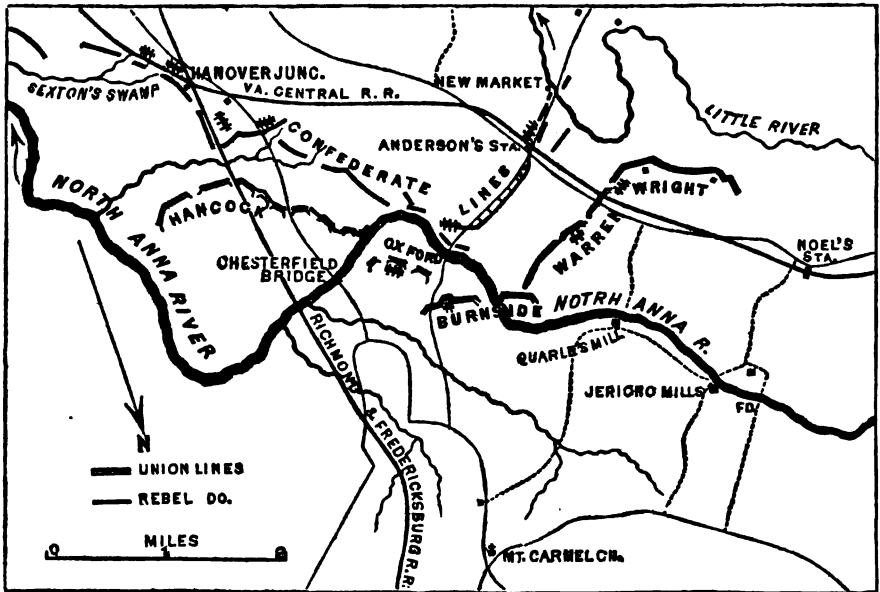 HANOVER JUNC.
SEXTON'S SWAMP
VA. CENTRAL R. R.
NEW MARKET
LITTLE RIVER
CONFEDERATE
LINES
ANDERSON'S STA.
WRIGHT
WARREN
NORTH ANNA RIVER
HANCOCK
NOEL'S
STA.
OX FORD
CHESTERFIELD
BRIDGE
BURNSIDE
NOTRH ANNA R.
QUARLES MILL
JERICHO MILLS
FD.
RICHMOND & FREDERICKSBURG R.R.
N
UNION LINES
REBEL DO.
MILES
0 1 2
MT. CARMEL CH.